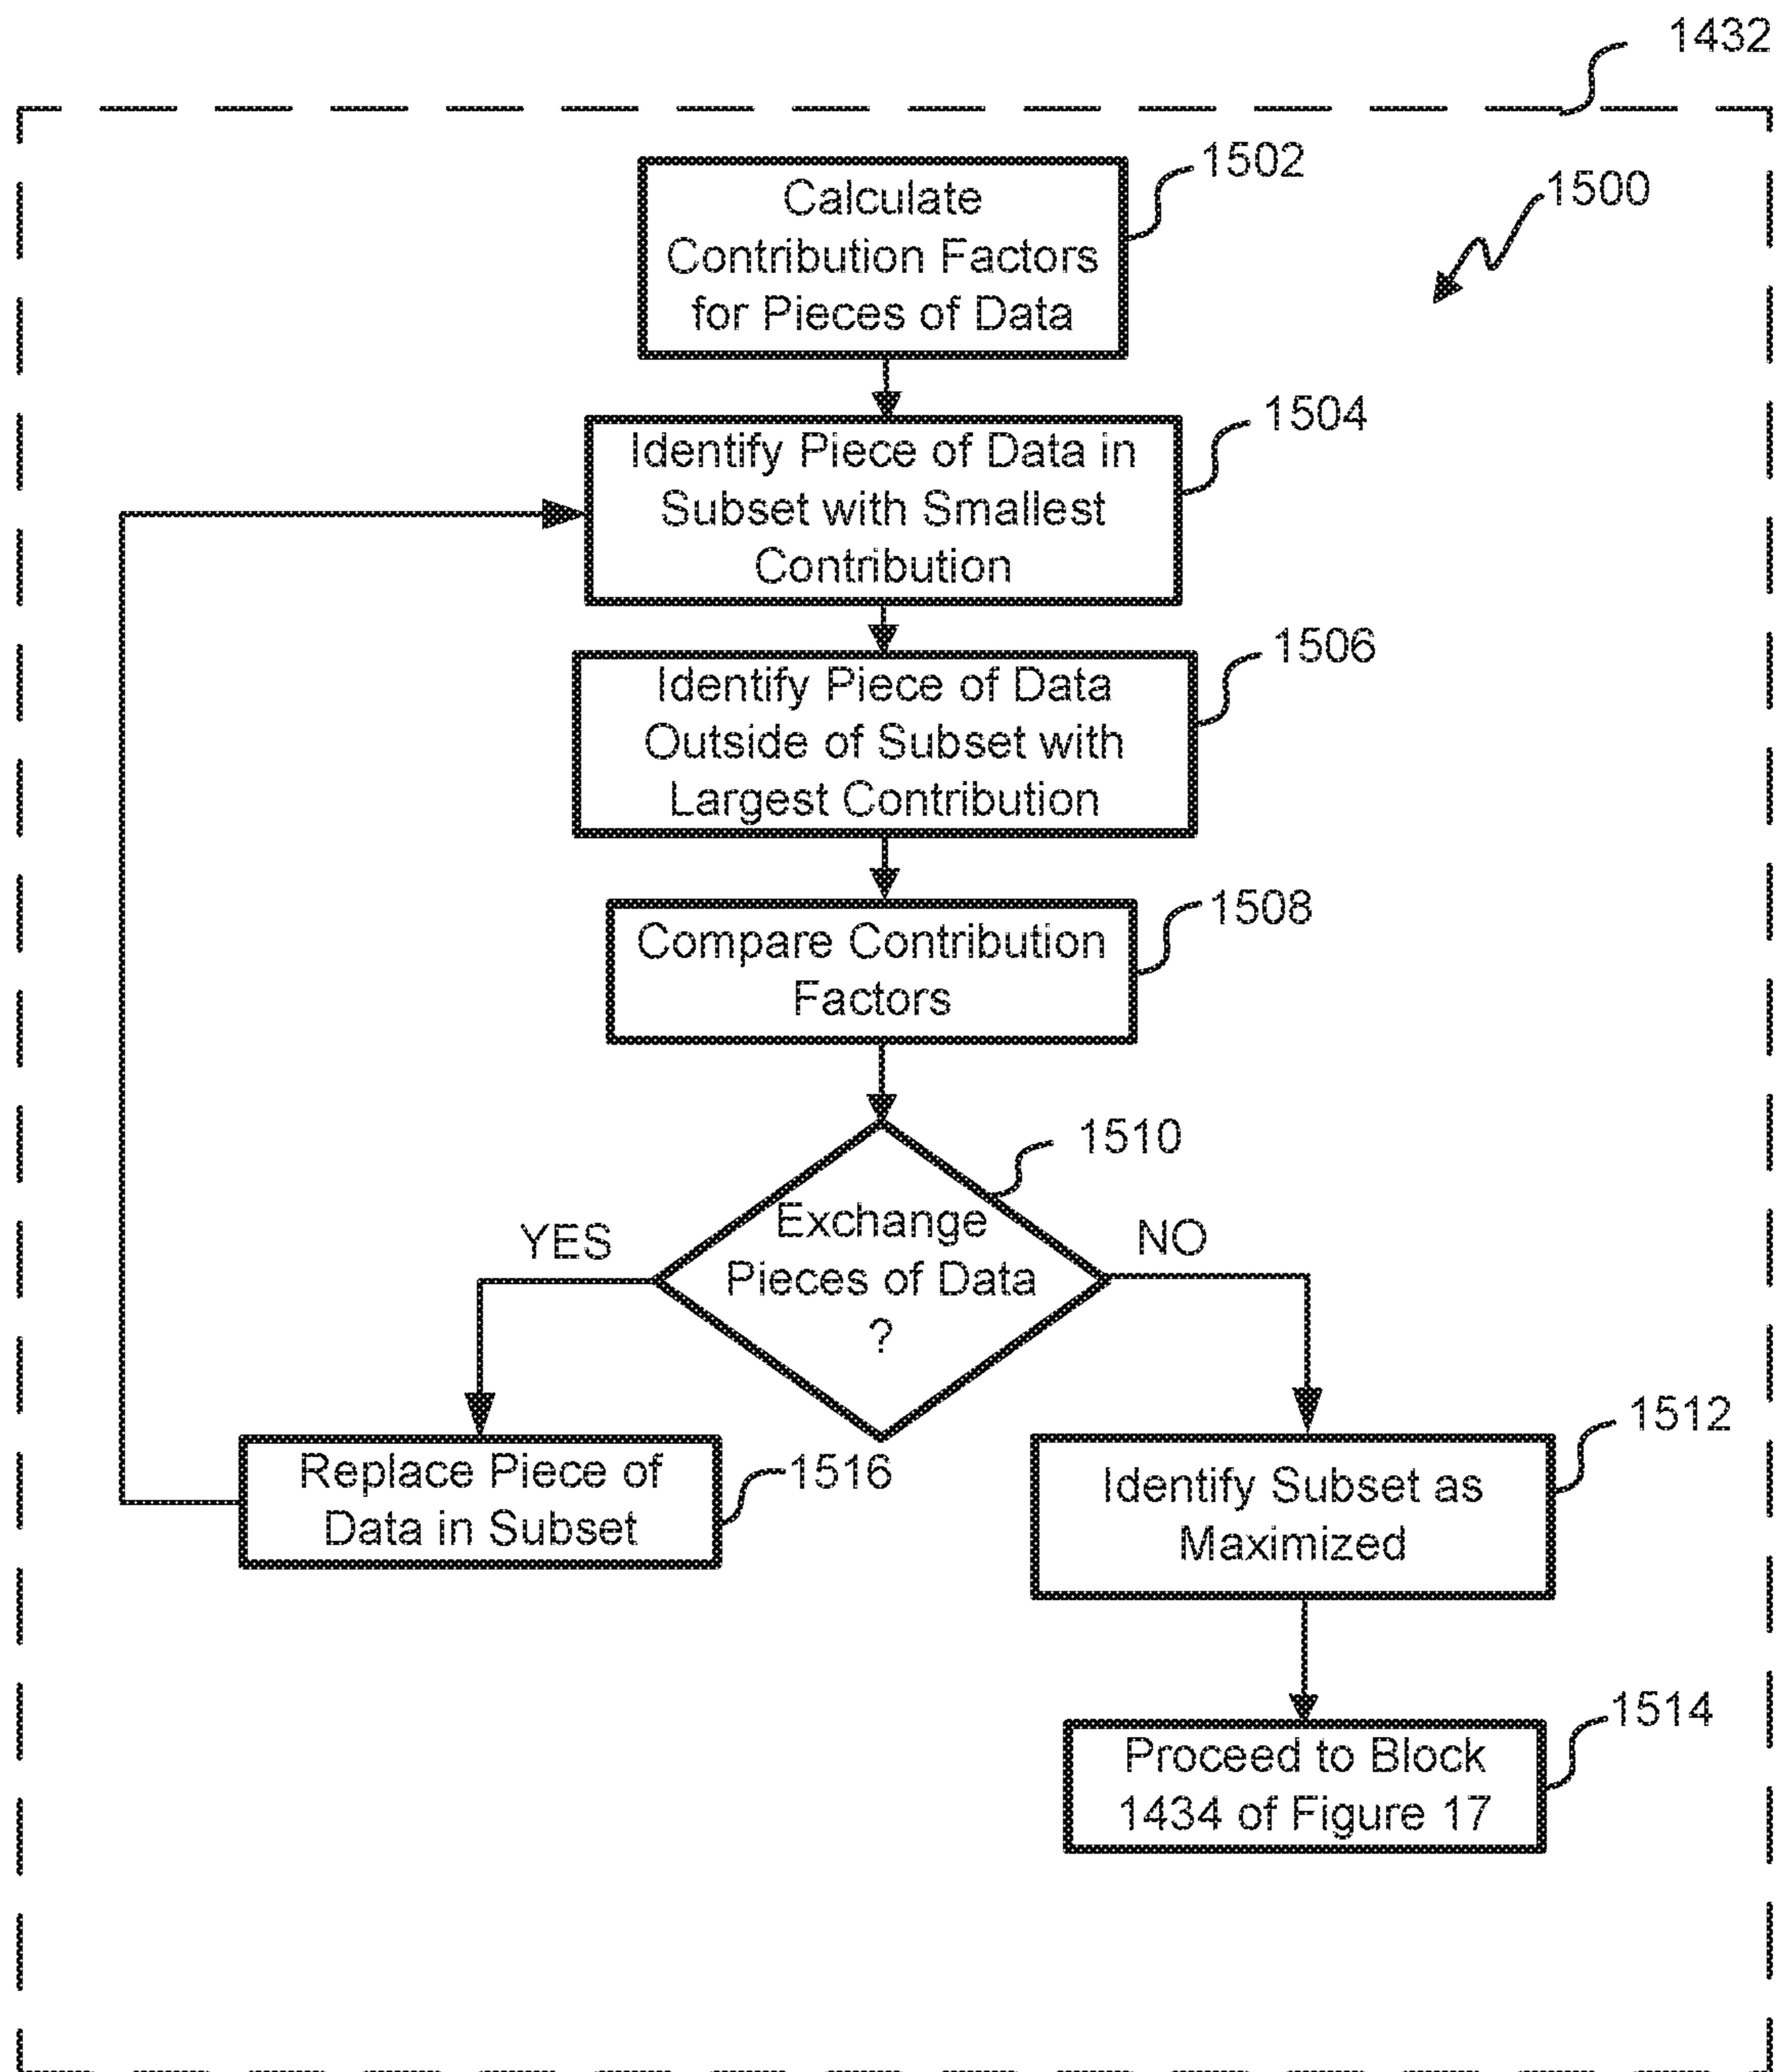 1432
1502
1500
Calculate
Contribution Factors
for Pieces of Data
1504
Identify Piece of Data in
Subset with Smallest
Contribution
1506
Identify Piece of Data
Outside of Subset with
Largest Contribution
1508
Compare Contribution
Factors
1510
Exchange
Pieces of Data
?
YES
NO
1516
Replace Piece of
Data in Subset
1512
Identify Subset as
Maximized
1514
Proceed to Block
1434 of Figure 17